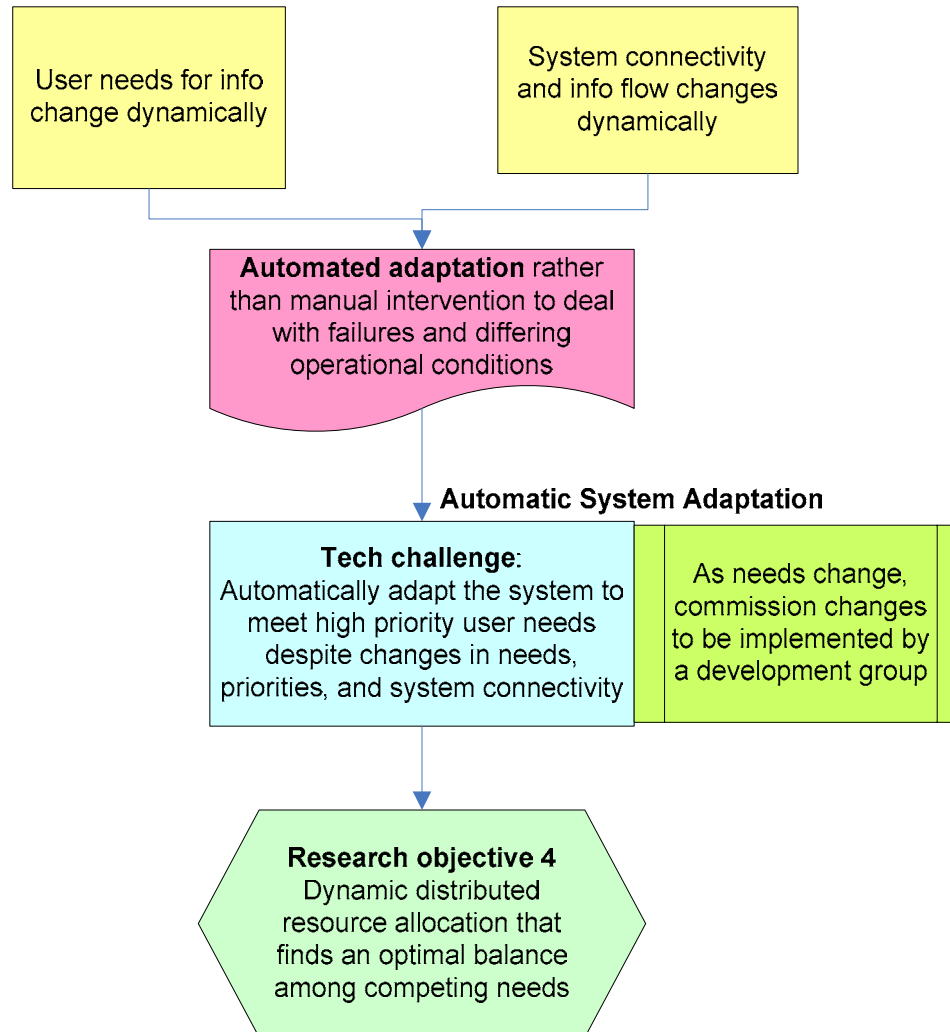 User needs for info
change dynamically
System connectivity
and info flow changes
dynamically
Automated adaptation rather
than manual intervention to deal
with failures and differing
operational conditions
Automatic System Adaptation
Tech challenge:
Automatically adapt the system to
meet high priority user needs
despite changes in needs,
priorities, and system connectivity
As needs change,
commission changes
to be implemented by
a development group
Research objective 4
Dynamic distributed
resource allocation that
finds an optimal balance
among competing needs